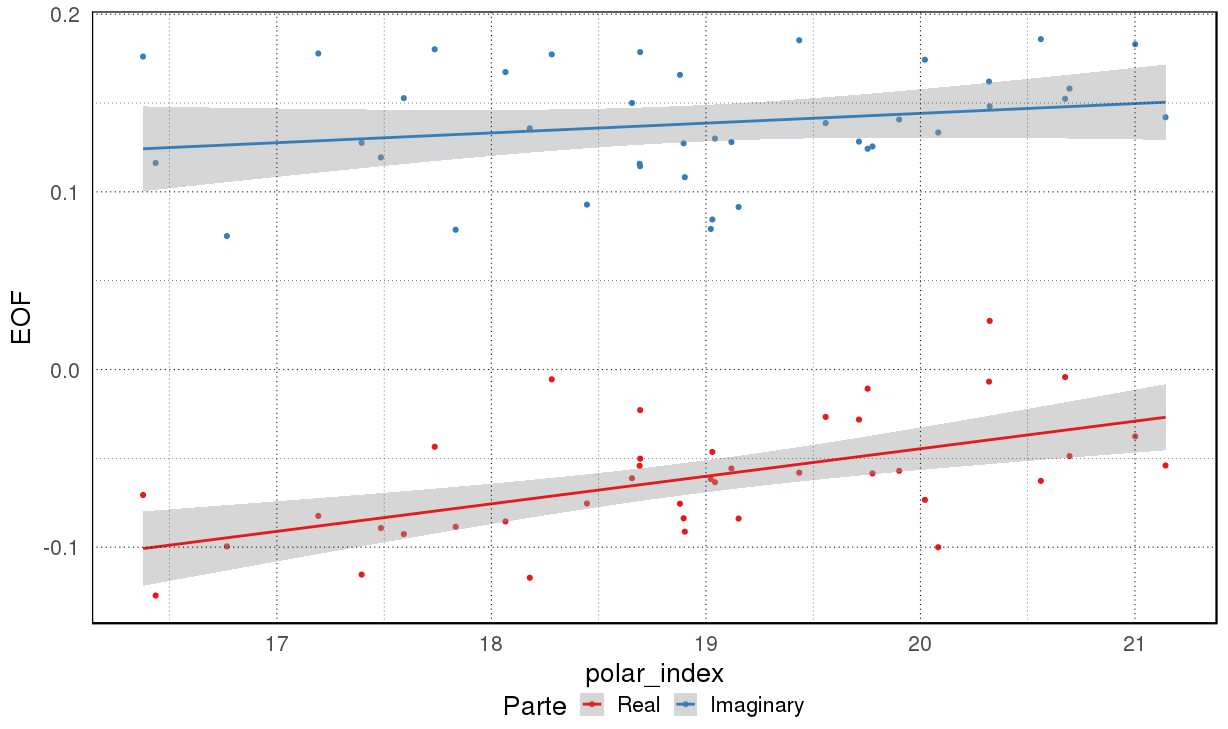 0.2
0.1
0.0
-0.1
EOF
17 18 19 20 21
polar_index
Parte Real Imaginary